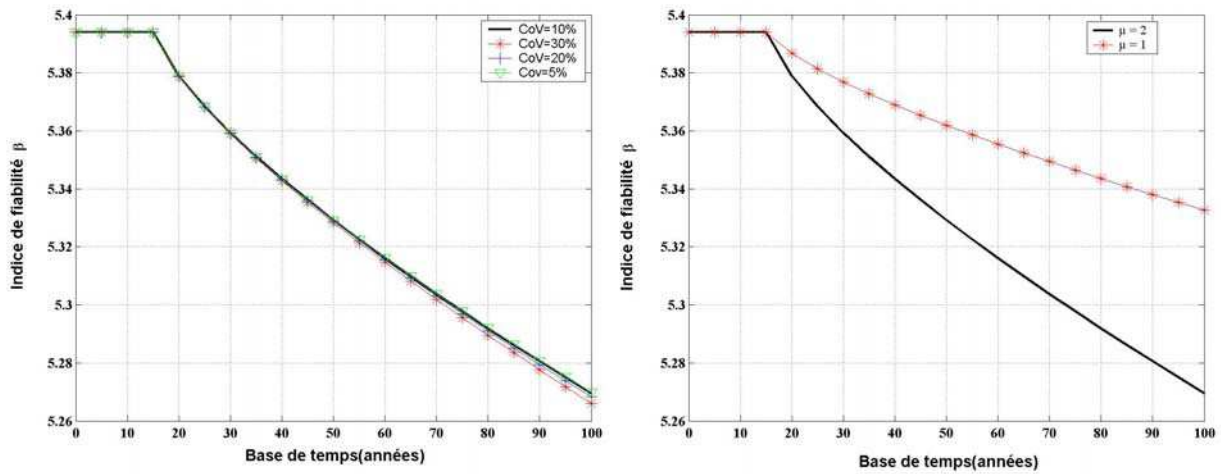 5.4
5.38
5.36
5.34
5.32
5.3
5.28
5.26
Indice de fiabilité β
0 10 20 30 40 50 60 70 80 90 100
Base de temps(années)
CoV=10%
CoV=30%
CoV=20%
Cov=5%
5.4
5.38
5.36
5.34
5.32
5.3
5.28
5.26
Indice de fiabilité β
0 10 20 30 40 50 60 70 80 90 100
Base de temps(années)
μ = 2
μ = 1